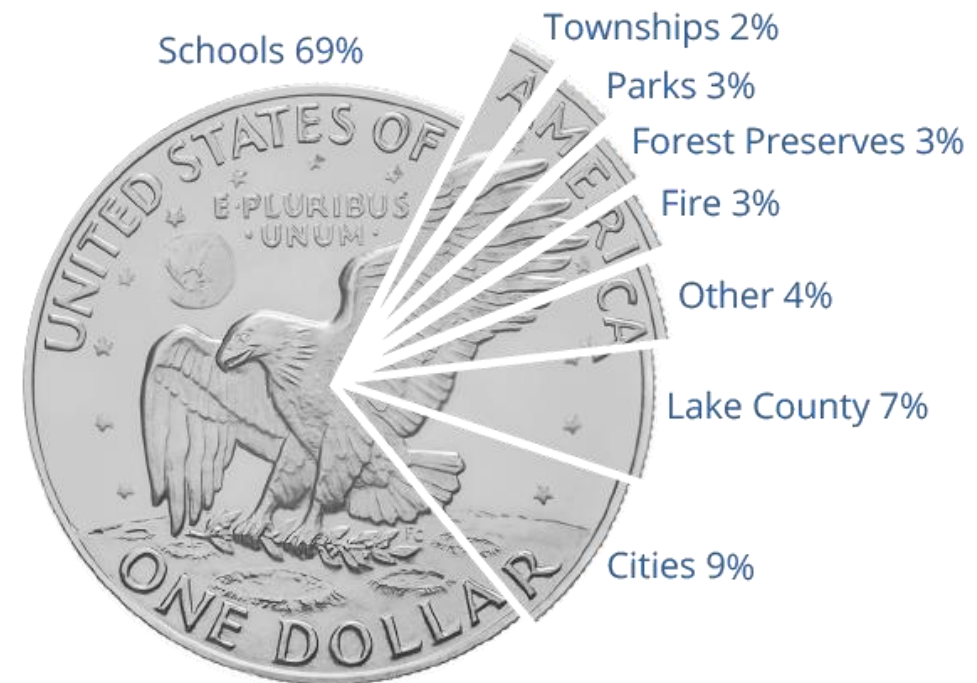 Schools 69%
Townships 2%
Parks 3%
Forest Preserves 3%
Fire 3%
Other 4%
Lake County 7%
Cities 9%
UNITED STATES OF AMERICA
E·PLURIBUS
·UNUM·
ONE DOLLAR